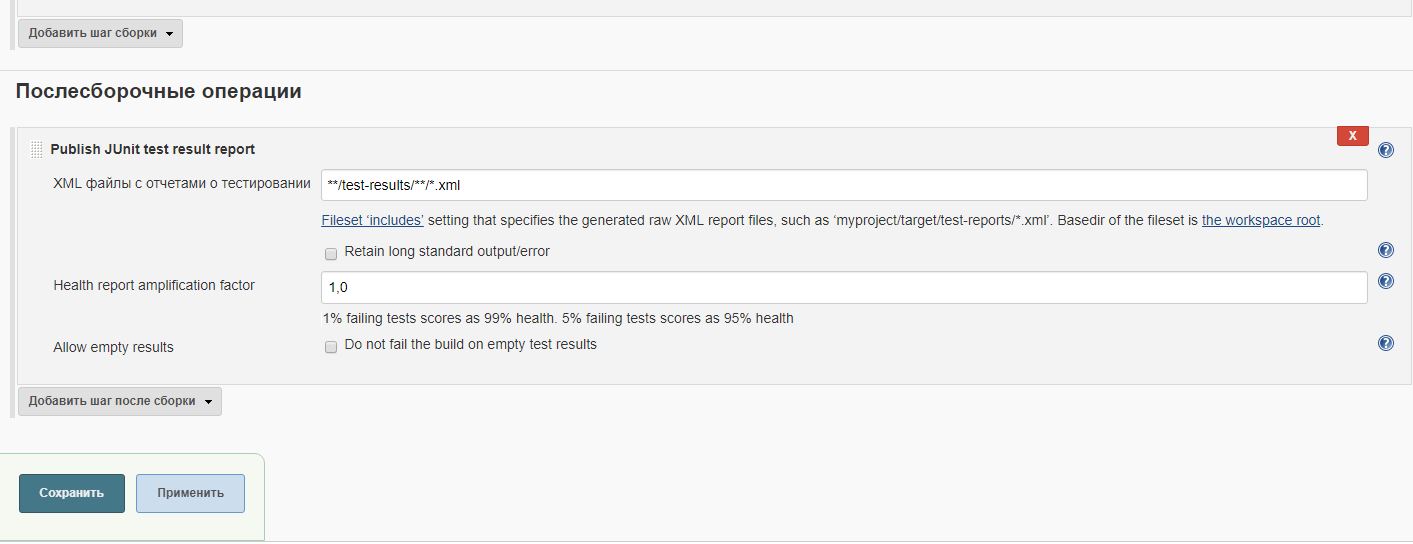 Добавить шаг сборки
Послесборочные операции
X
Publish JUnit test result report
?
XML файлы с отчетами о тестировании
**/test-results/**/*.xml
Fileset ‘includes’ setting that specifies the generated raw XML report files, such as ‘myproject/target/test-reports/*.xml’. Basedir of the fileset is the workspace root.
Retain long standard output/error
?
Health report amplification factor
1,0
?
1% failing tests scores as 99% health. 5% failing tests scores as 95% health
Allow empty results
Do not fail the build on empty test results
?
Добавить шаг после сборки
Сохранить
Применить